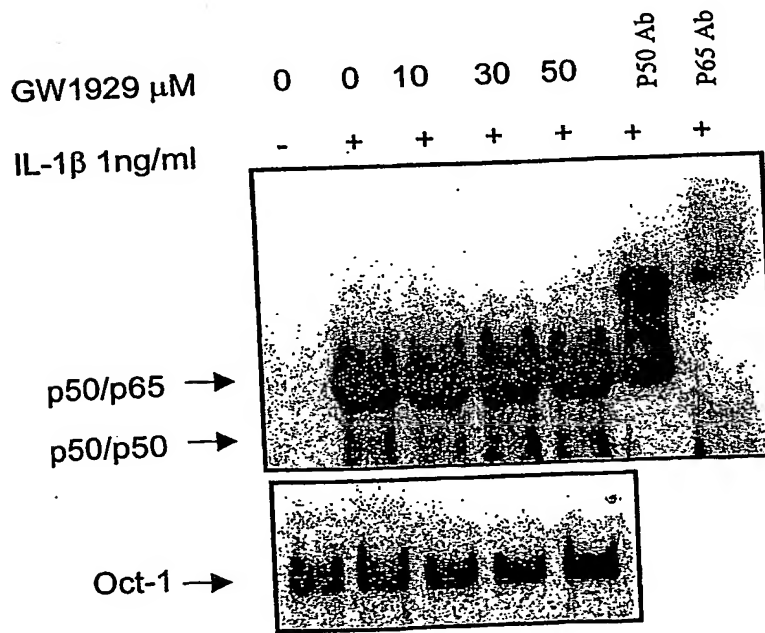 GW1929 μM 0 0 10 30 50 P50 Ab P65 Ab
IL-1β 1ng/ml - + + + + + +
p50/p65 →
p50/p50 →
Oct-1 →